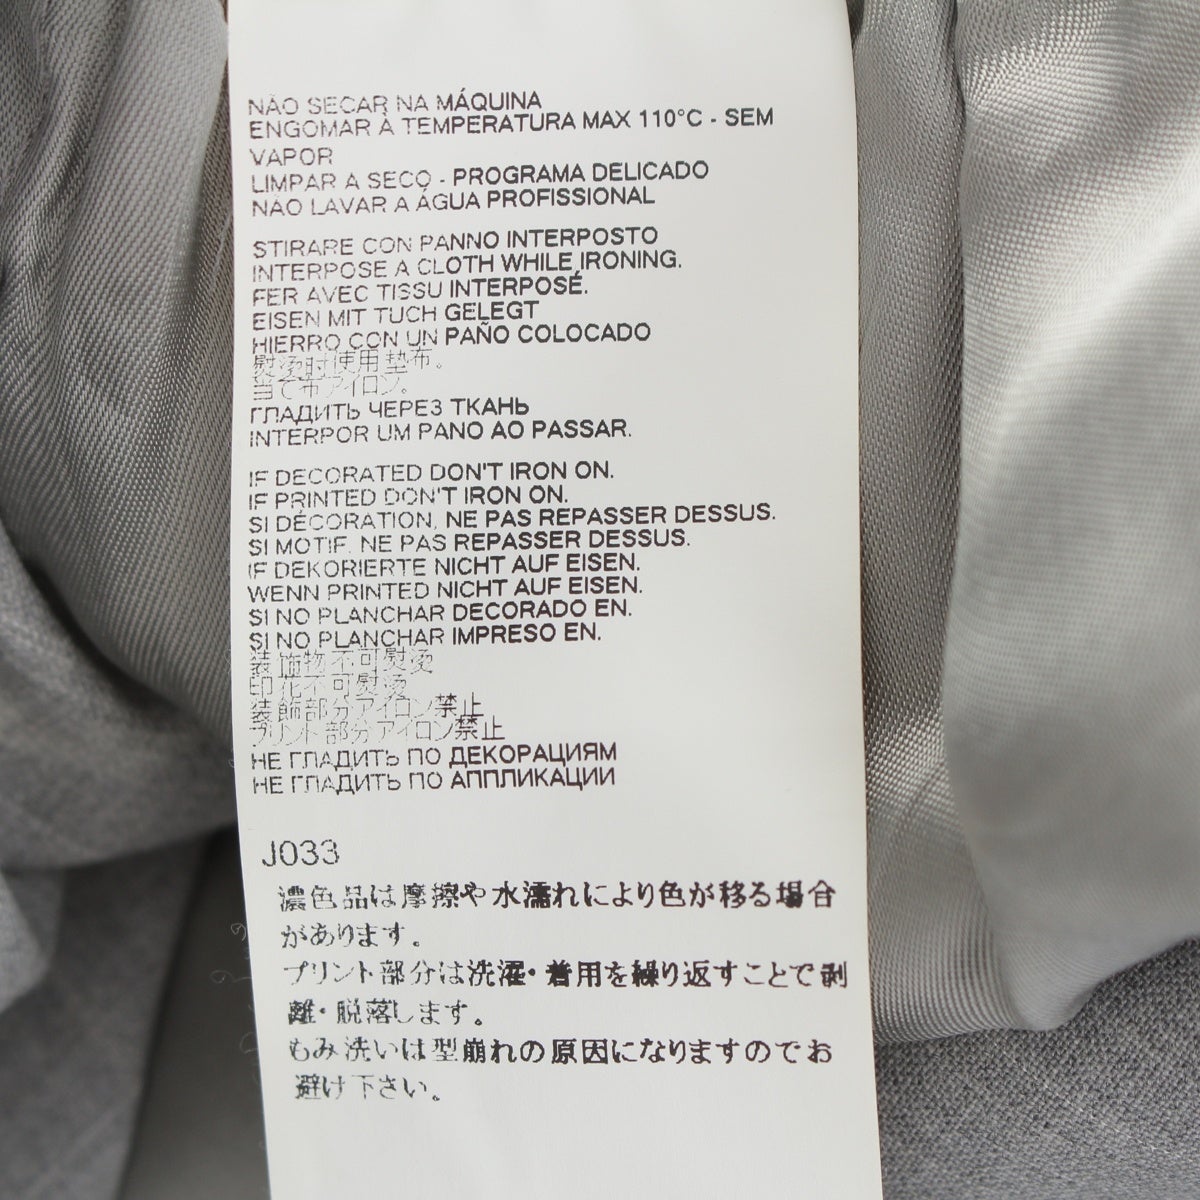 NÃO SECAR NA MÁQUINA
ENGOMAR À TEMPERATURA MAX 110°C - SEM
VAPOR
LIMPAR A SECO - PROGRAMA DELICADO
NÃO LAVAR A ÁGUA PROFISSIONAL
STIRARE CON PANNO INTERPOSTO
INTERPOSE A CLOTH WHILE IRONING.
FER AVEC TISSU INTERPOSÉ.
EISEN MIT TUCH GELEGT
HIERRO CON UN PAÑO COLOCADO
熨烫时使用垫布。
当て布アイロン。
ГЛАДИТЬ ЧЕРЕЗ ТКАНЬ
INTERPOR UM PANO AO PASSAR.
IF DECORATED DON'T IRON ON.
IF PRINTED DON'T IRON ON.
SI DÉCORATION, NE PAS REPASSER DESSUS.
SI MOTIF. NE PAS REPASSER DESSUS.
IF DEKORIERTE NICHT AUF EISEN.
WENN PRINTED NICHT AUF EISEN.
SI NO PLANCHAR DECORADO EN.
SI NO PLANCHAR IMPRESO EN.
装饰物不可熨烫
印花不可熨烫
装飾部分アイロン禁止
プリント部分アイロン禁止
НЕ ГЛАДИТЬ ПО ДЕКОРАЦИЯМ
НЕ ГЛАДИТЬ ПО АППЛИКАЦИИ
J033
濃色品は摩擦や水濡れにより色が移る場合
があります。
プリント部分は洗濯・着用を繰り返すことで剥
離・脱落します。
もみ洗いは型崩れの原因になりますのでお
避け下さい。